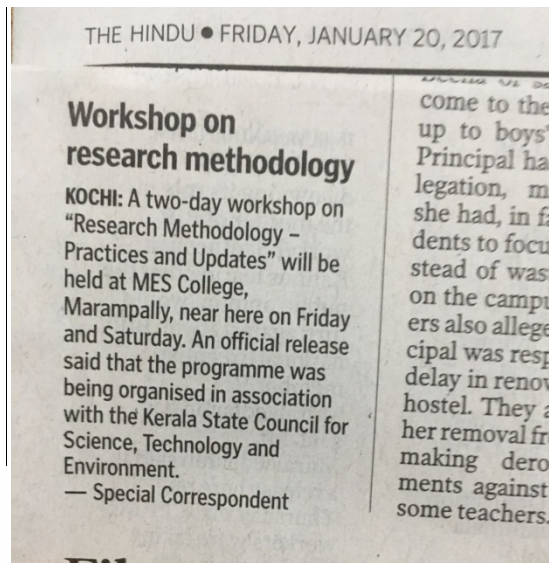 THE HINDU ● FRIDAY, JANUARY 20, 2017
Workshop on
research methodology
KOCHI: A two-day workshop on
“Research Methodology –
Practices and Updates” will be
held at MES College,
Marampally, near here on Friday
and Saturday. An official release
said that the programme was
being organised in association
with the Kerala State Council for
Science, Technology and
Environment.
— Special Correspondent
come to the
up to boys'
Principal ha
legation, m
she had, in fa
dents to focu
stead of was
on the campu
ers also allege
cipal was resp
delay in renov
hostel. They a
her removal fr
making dero
ments against
some teachers.